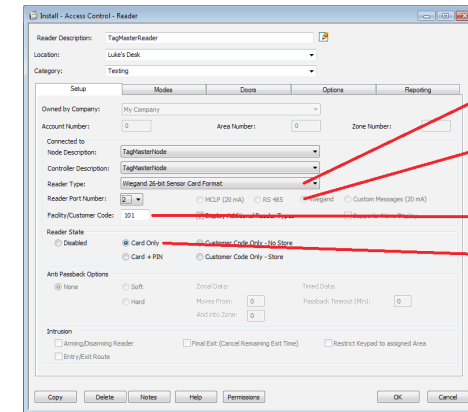 Install - Access Control - Reader
Reader Description: TagMasterReader
Location: Luke's Desk
Category: Testing
Setup Modes Doors Options Reporting
Owned by Company: My Company
Account Number: 0 Area Number: 0 Zone Number:
Connected to
Node Description: TagMasterNode
Controller Description: TagMasterNode
Reader Type: Wiegand 26-bit Sensor Card Format
Reader Port Number: 2 MCLP (20 mA) RS 485 Wiegand Custom Messages (20 mA)
Facility/Customer Code: 101 Display Additional Reader Types Supports Micro Display
Reader State
Disabled Card Only Customer Code Only - No Store
Card + PIN Customer Code Only - Store
Anti Passback Options
None Soft Zonal Data: Timed Data:
Hard Moves From: 0 Passback Timeout (Min): 0
And into Zone: 0
Intrusion
Arming/Disarming Reader Final Exit (Cancel Remaining Exit Time) Restrict Keypad to assigned Area
Entry/Exit Route
Copy Delete Notes Help Permissions OK Cancel